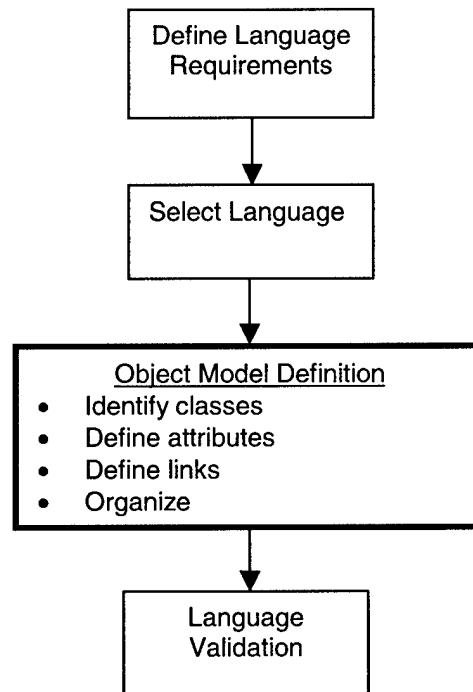 Define Language
Requirements
Select Language
Object Model Definition
• Identify classes
• Define attributes
• Define links
• Organize
Language
Validation